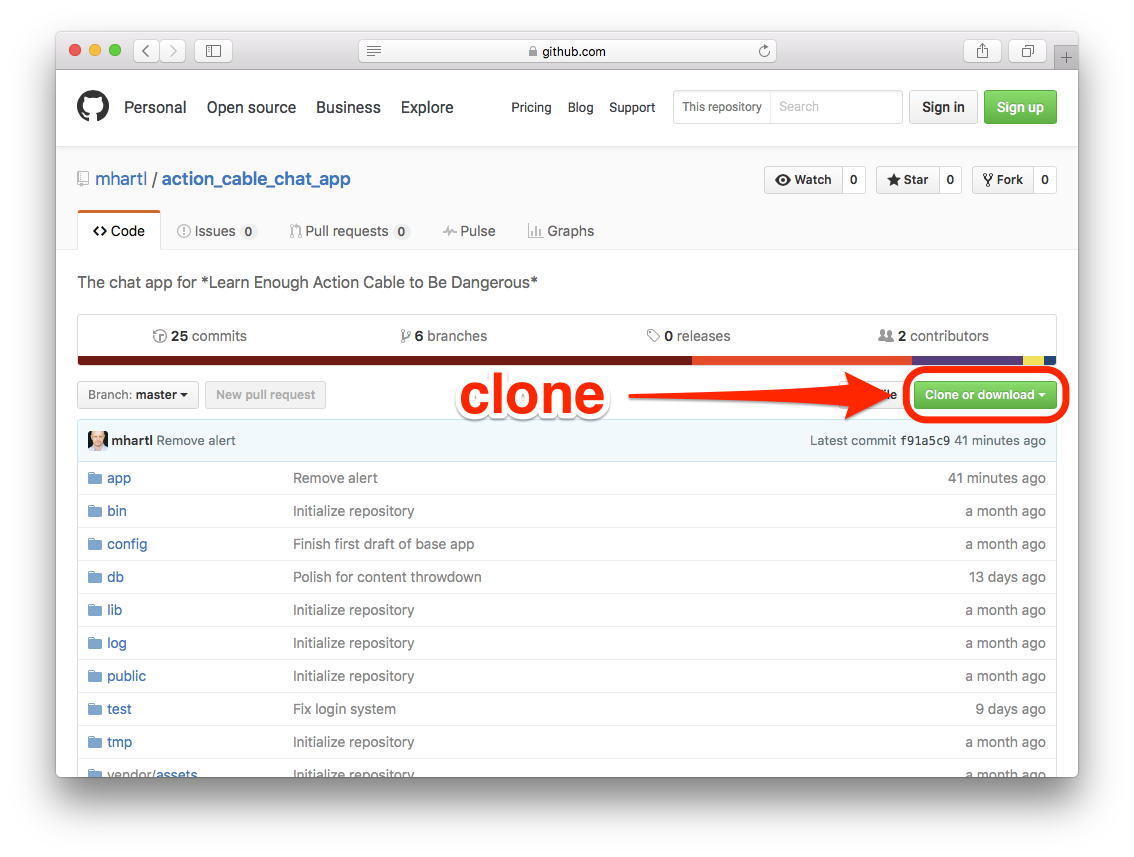 github.com
Personal Open source Business Explore Pricing Blog Support This repository Search Sign in Sign up
mhartl / action_cable_chat_app Watch 0 Star 0 Fork 0
Code Issues 0 Pull requests 0 Pulse Graphs
The chat app for *Learn Enough Action Cable to Be Dangerous*
25 commits 6 branches 0 releases 2 contributors
Branch: master New pull request clone Clone or download
mhartl Remove alert Latest commit f91a5c9 41 minutes ago
app Remove alert 41 minutes ago
bin Initialize repository a month ago
config Finish first draft of base app a month ago
db Polish for content throwdown 13 days ago
lib Initialize repository a month ago
log Initialize repository a month ago
public Initialize repository a month ago
test Fix login system 9 days ago
tmp Initialize repository a month ago
vendor/assets Initialize repository a month ago